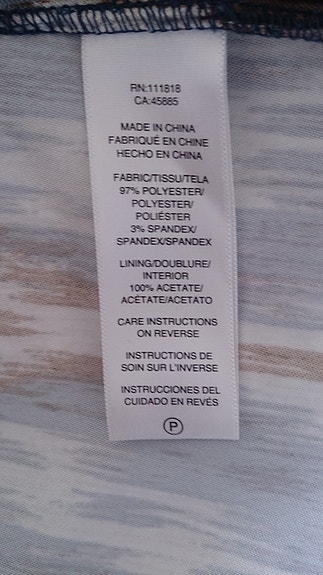 RN:111818
CA:45885
MADE IN CHINA
FABRIQUÉ EN CHINE
HECHO EN CHINA
FABRIC/TISSU/TELA
97% POLYESTER/
POLYESTER/
POLIÉSTER
3% SPANDEX/
SPANDEX/SPANDEX
LINING/DOUBLURE/
INTERIOR
100% ACETATE/
ACÉTATE/ACETATO
CARE INSTRUCTIONS
ON REVERSE
INSTRUCTIONS DE
SOIN SUR L'INVERSE
INSTRUCCIONES DEL
CUIDADO EN REVÉS
P